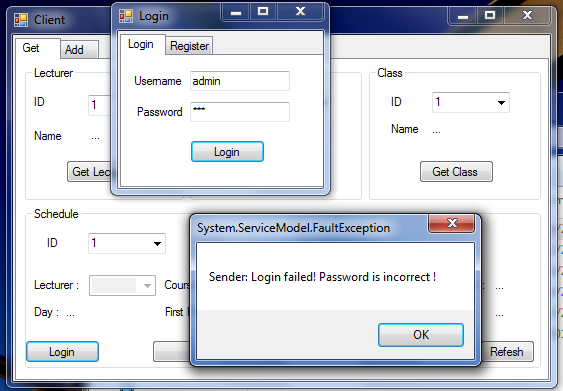 Client
Login
Get
Add
Login
Register
Lecturer
Class
Username
admin
ID
1
ID
1
Password
***
Name
...
Name
...
Login
Get Lec
Get Class
Schedule
System.ServiceModel.FaultException
ID
1
Sender: Login failed! Password is incorrect !
Lecturer :
Cours
: ...
Day :
...
First
...
OK
Login
Refesh